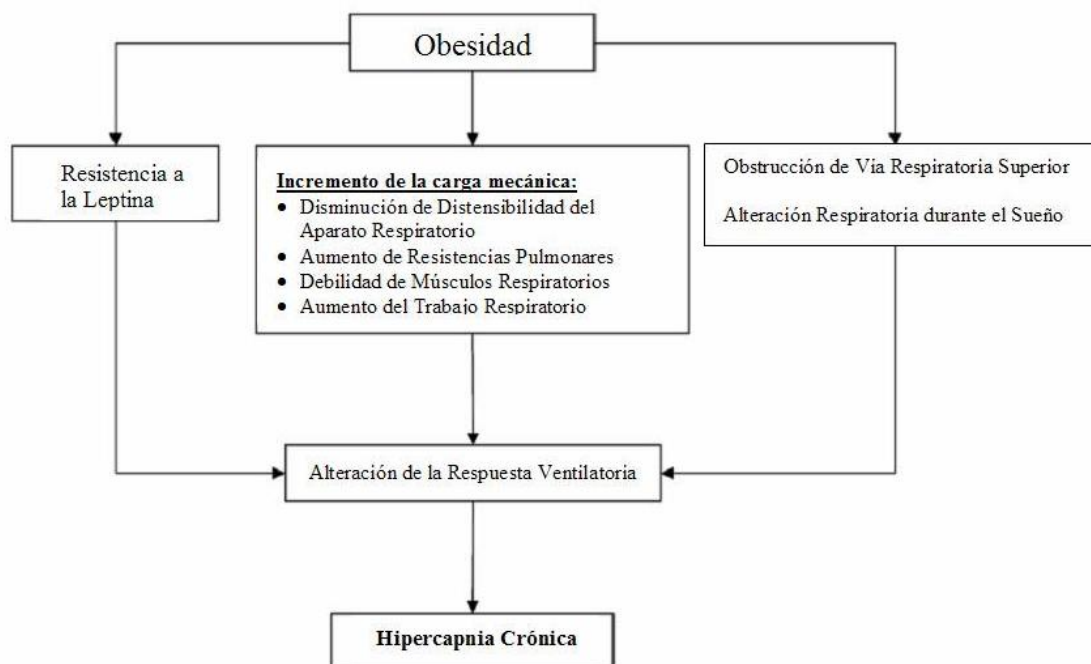 Obesidad
Resistencia a
la Leptina
Incremento de la carga mecánica:
• Disminución de Distensibilidad del
Aparato Respiratorio
• Aumento de Resistencias Pulmonares
• Debilidad de Músculos Respiratorios
• Aumento del Trabajo Respiratorio
Obstrucción de Vía Respiratoria Superior
Alteración Respiratoria durante el Sueño
Alteración de la Respuesta Ventilatoria
Hipercapnia Crónica